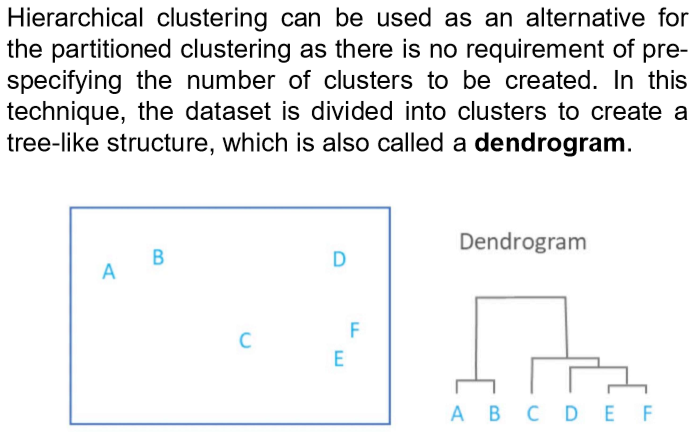 Hierarchical clustering can be used as an alternative for
the partitioned clustering as there is no requirement of pre-
specifying the number of clusters to be created. In this
technique, the dataset is divided into clusters to create a
tree-like structure, which is also called a dendrogram.
Dendrogram
B D
A
F
C
E
A B C D E F